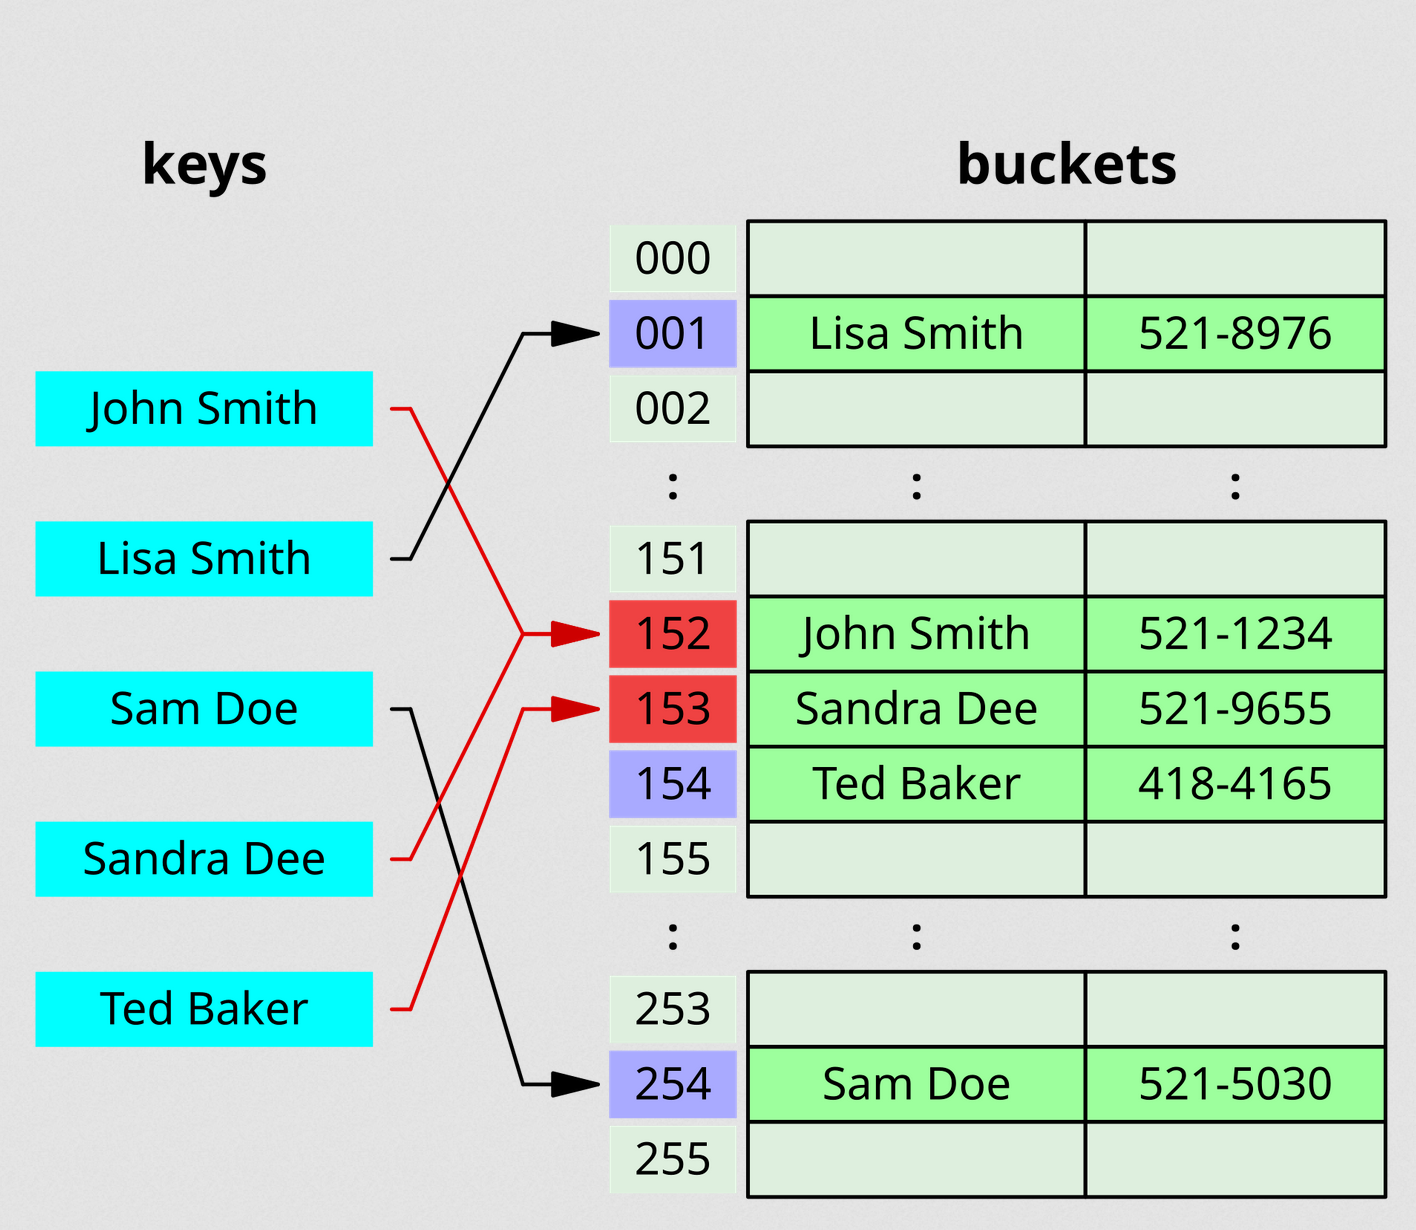 keys
buckets
John Smith
Lisa Smith
Sam Doe
Sandra Dee
Ted Baker
000
001 Lisa Smith 521-8976
002
: : :
151
152 John Smith 521-1234
153 Sandra Dee 521-9655
154 Ted Baker 418-4165
155
: : :
253
254 Sam Doe 521-5030
255